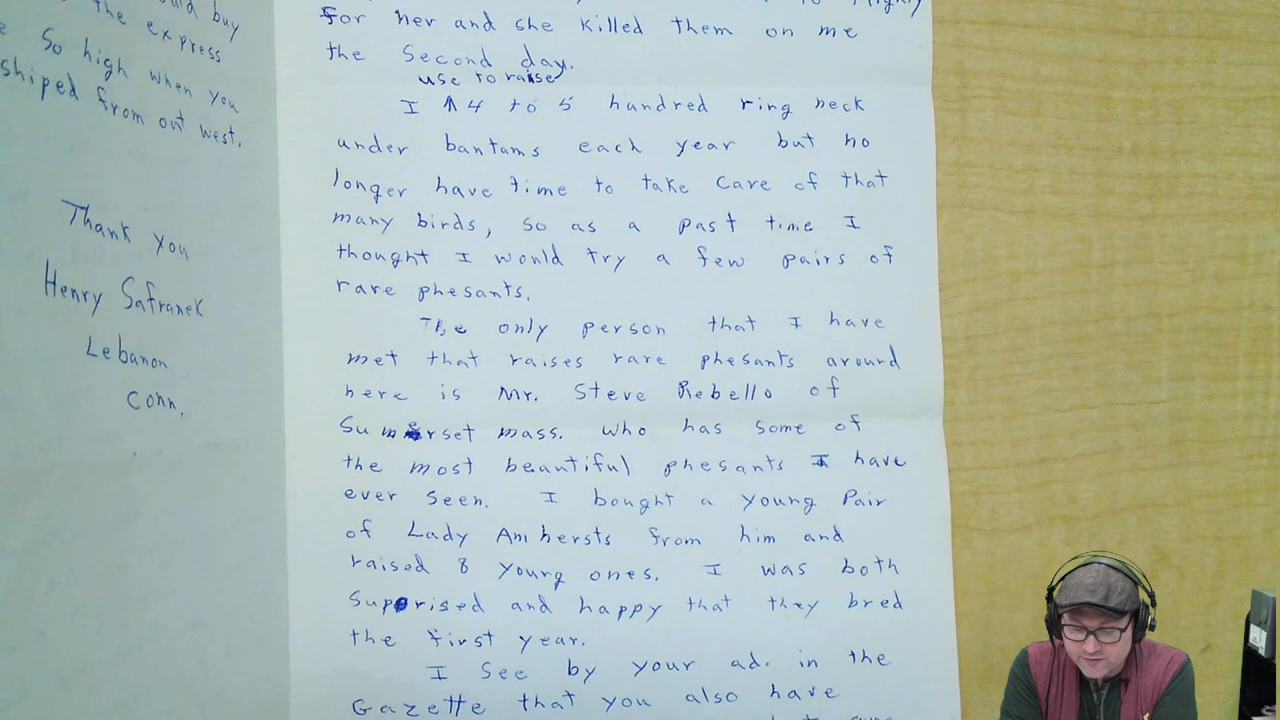 buy
the express
So high when you
shiped from out west.
Thank you
Henry Safranek
Lebanon
Conn.
for her and she killed them on me
the second day.
use to raise
I ^ 4 to 5 hundred ring neck
under bantams each year but no
longer have time to take care of that
many birds, so as a past time I
thought I would try a few pairs of
rare phesants.
The only person that I have
met that raises rare phesants around
here is Mr. Steve Rebello of
Sumerset mass. who has some of
the most beautiful phesants I have
ever seen. I bought a young Pair
of Lady Amhersts from him and
raised 8 young ones. I was both
Suporised and happy that they bred
the first year.
I See by your ad. in the
Gazette that you also have